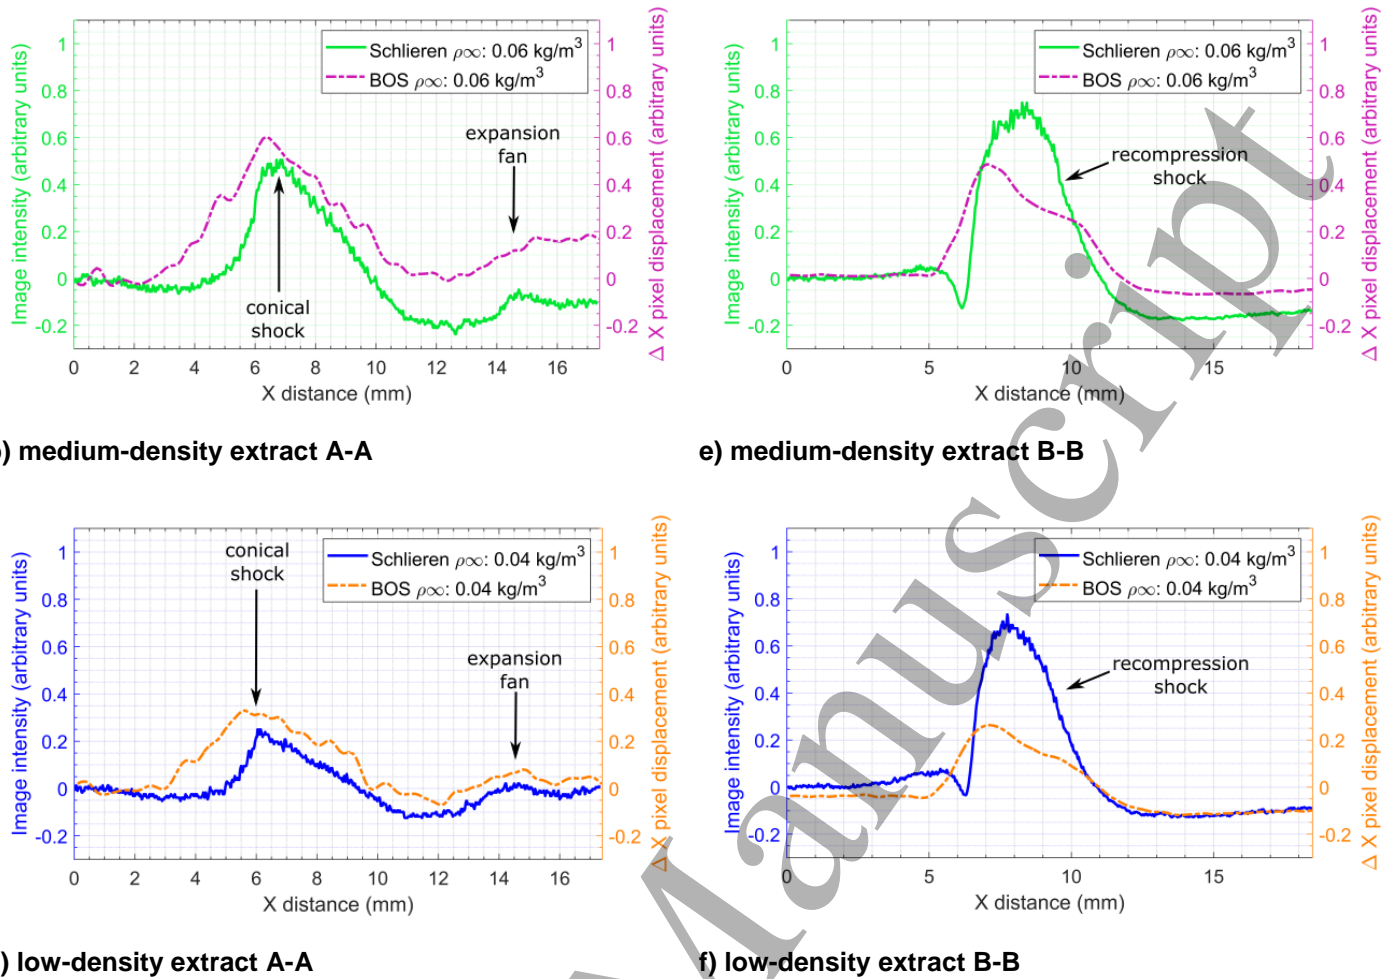 Schlieren ρ∞: 0.06 kg/m³
BOS ρ∞: 0.06 kg/m³
expansion
fan
conical
shock
Image intensity (arbitrary units)
1
0.8
0.6
0.4
0.2
0
-0.2
Δ X pixel displacement (arbitrary units)
1
0.8
0.6
0.4
0.2
0
-0.2
0 2 4 6 8 10 12 14 16
X distance (mm)
) medium-density extract A-A
Schlieren ρ∞: 0.06 kg/m³
BOS ρ∞: 0.06 kg/m³
recompression
shock
Image intensity (arbitrary units)
1
0.8
0.6
0.4
0.2
0
-0.2
Δ X pixel displacement (arbitrary units)
1
0.8
0.6
0.4
0.2
0
-0.2
0 5 10 15
X distance (mm)
e) medium-density extract B-B
Schlieren ρ∞: 0.04 kg/m³
BOS ρ∞: 0.04 kg/m³
conical
shock
expansion
fan
Image intensity (arbitrary units)
1
0.8
0.6
0.4
0.2
0
-0.2
Δ X pixel displacement (arbitrary units)
1
0.8
0.6
0.4
0.2
0
-0.2
0 2 4 6 8 10 12 14 16
X distance (mm)
) low-density extract A-A
Schlieren ρ∞: 0.04 kg/m³
BOS ρ∞: 0.04 kg/m³
recompression
shock
Image intensity (arbitrary units)
1
0.8
0.6
0.4
0.2
0
-0.2
Δ X pixel displacement (arbitrary units)
1
0.8
0.6
0.4
0.2
0
-0.2
0 5 10 15
X distance (mm)
f) low-density extract B-B
Manuscript